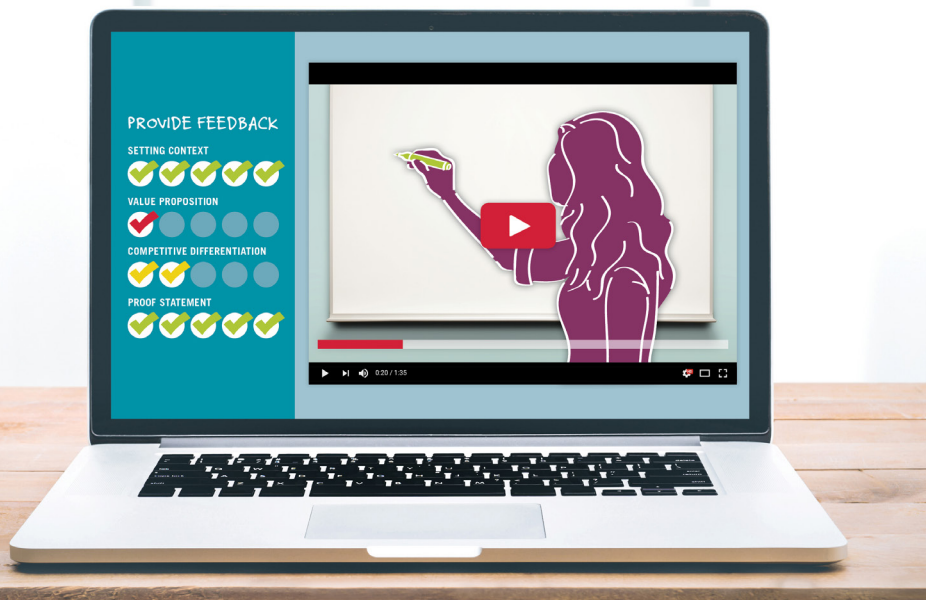 PROVIDE FEEDBACK
SETTING CONTEXT
VALUE PROPOSITION
COMPETITIVE DIFFERENTIATION
PROOF STATEMENT
0:20 / 1:35